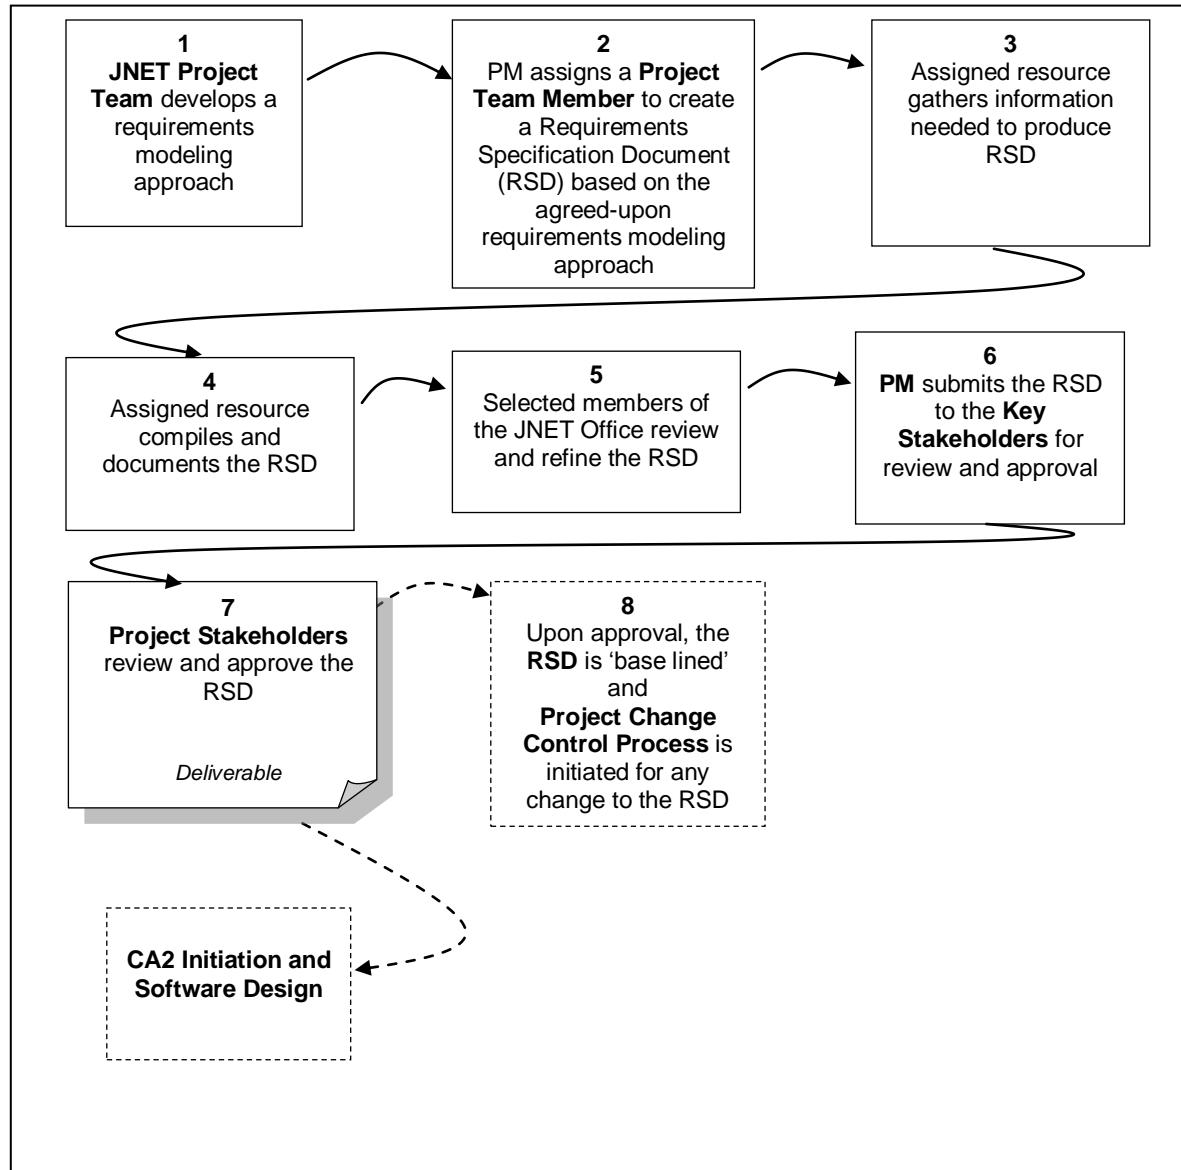 1
JNET Project
Team develops a
requirements
modeling
approach
2
PM assigns a Project
Team Member to create
a Requirements
Specification Document
(RSD) based on the
agreed-upon
requirements modeling
approach
3
Assigned resource
gathers information
needed to produce
RSD
4
Assigned resource
compiles and
documents the RSD
5
Selected members of
the JNET Office review
and refine the RSD
6
PM submits the RSD
to the Key
Stakeholders for
review and approval
7
Project Stakeholders
review and approve the
RSD
Deliverable
8
Upon approval, the
RSD is ‘base lined’
and
Project Change
Control Process is
initiated for any
change to the RSD
CA2 Initiation and
Software Design